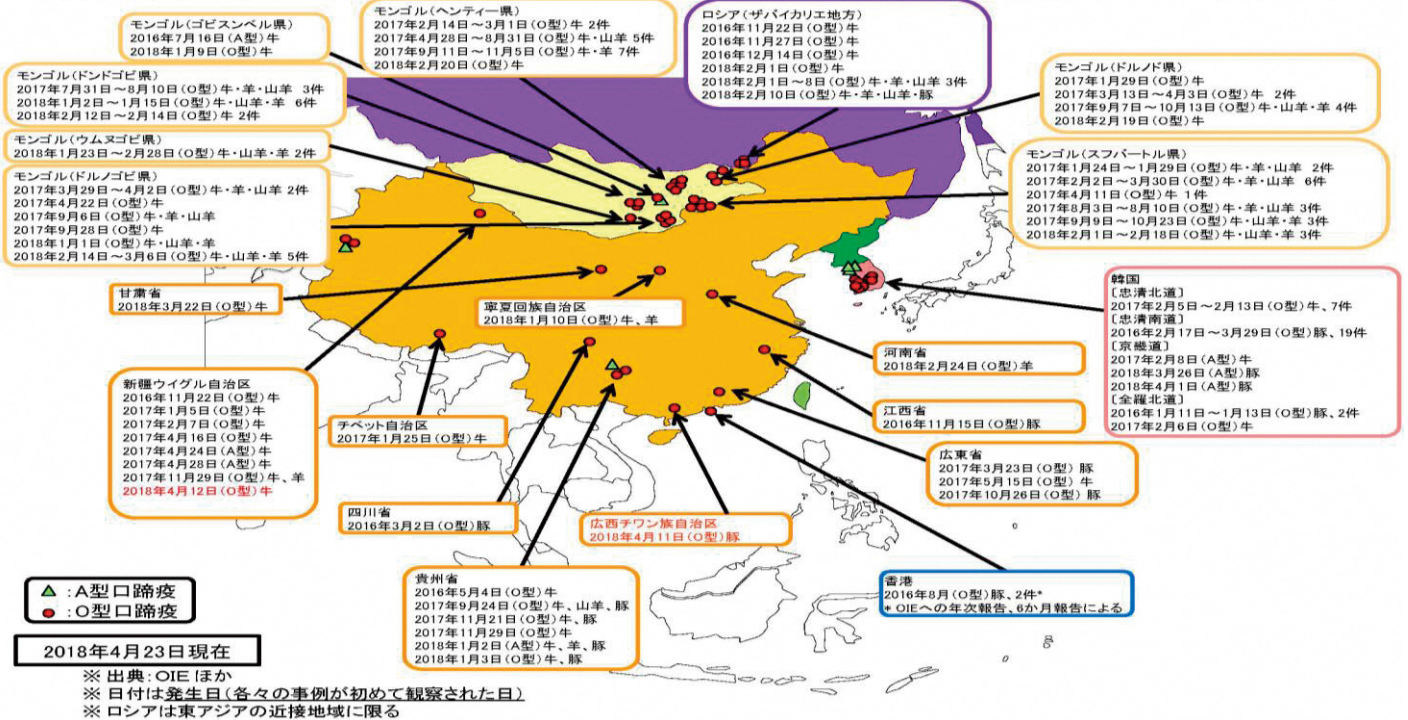 モンゴル(ゴビスンベル県)
2016年7月16日(A型)牛
2018年1月9日(O型)牛
モンゴル(ヘンティー県)
2017年2月14日～3月1日(O型)牛 2件
2017年4月28日～8月31日(O型)牛・山羊 5件
2017年9月11日～11月5日(O型)牛・羊 7件
2018年2月20日(O型)牛
ロシア(ザバイカリエ地方)
2016年11月22日(O型)牛
2016年11月27日(O型)牛
2016年12月14日(O型)牛
2018年2月1日(O型)牛
2018年2月1日～8日(O型)牛・羊・山羊 3件
2018年2月10日(O型)牛・羊・山羊・豚
モンゴル(ドルノド県)
2017年1月29日(O型)牛
2017年3月13日～4月3日(O型)牛 2件
2017年9月7日～10月13日(O型)牛・山羊・羊 4件
2018年2月19日(O型)牛
モンゴル(ドンドゴビ県)
2017年7月31日～8月10日(O型)牛・羊・山羊 3件
2018年1月2日～1月15日(O型)牛・山羊・羊 6件
2018年2月12日～2月14日(O型)牛 2件
モンゴル(ウムヌゴビ県)
2018年1月23日～2月28日(O型)牛・山羊・羊 2件
モンゴル(ドルノゴビ県)
2017年3月29日～4月2日(O型)牛・羊・山羊 2件
2017年4月22日(O型)牛
2017年9月6日(O型)牛・羊・山羊
2017年9月28日(O型)牛
2018年1月1日(O型)牛・山羊・羊
2018年2月14日～3月6日(O型)牛・山羊・羊 5件
モンゴル(スフバートル県)
2017年1月24日～1月29日(O型)牛・羊・山羊 2件
2017年2月2日～3月30日(O型)牛・羊・山羊 6件
2017年4月11日(O型)牛 1件
2017年8月3日～8月10日(O型)牛・羊・山羊 3件
2017年9月9日～10月23日(O型)牛・山羊・羊 3件
2018年2月1日～2月18日(O型)牛・山羊・羊 3件
甘粛省
2018年3月22日(O型)牛
寧夏回族自治区
2018年1月10日(O型)牛、羊
韓国
[忠清北道]
2017年2月5日～2月13日(O型)牛、7件
[忠清南道]
2016年2月17日～3月29日(O型)豚、19件
[京畿道]
2017年2月8日(A型)牛
2018年3月26日(A型)豚
2018年4月1日(A型)豚
[全羅北道]
2016年1月11日～1月13日(O型)豚、2件
2017年2月6日(O型)牛
河南省
2018年2月24日(O型)羊
新疆ウイグル自治区
2016年11月22日(O型)牛
2017年1月5日(O型)牛
2017年2月7日(O型)牛
2017年4月16日(O型)牛
2017年4月24日(A型)牛
2017年4月28日(A型)牛
2017年11月29日(O型)牛、羊
2018年4月12日(O型)牛
チベット自治区
2017年1月25日(O型)牛
江西省
2016年11月15日(O型)豚
広東省
2017年3月23日(O型) 豚
2017年5月15日(O型) 牛
2017年10月26日(O型) 豚
四川省
2016年3月2日(O型)豚
広西チワン族自治区
2018年4月11日(O型)豚
貴州省
2016年5月4日(O型)牛
2017年9月24日(O型)牛、山羊、豚
2017年11月21日(O型)牛、豚
2017年11月29日(O型)牛
2018年1月2日(A型)牛、羊、豚
2018年1月3日(O型)牛、豚
香港
2016年8月(O型)豚、2件*
* OIEへの年次報告、6か月報告による
:A型口蹄疫
:O型口蹄疫
2018年4月23日現在
※ 出典:OIE ほか
※ 日付は発生日(各々の事例が初めて観察された日)
※ ロシアは東アジアの近接地域に限る